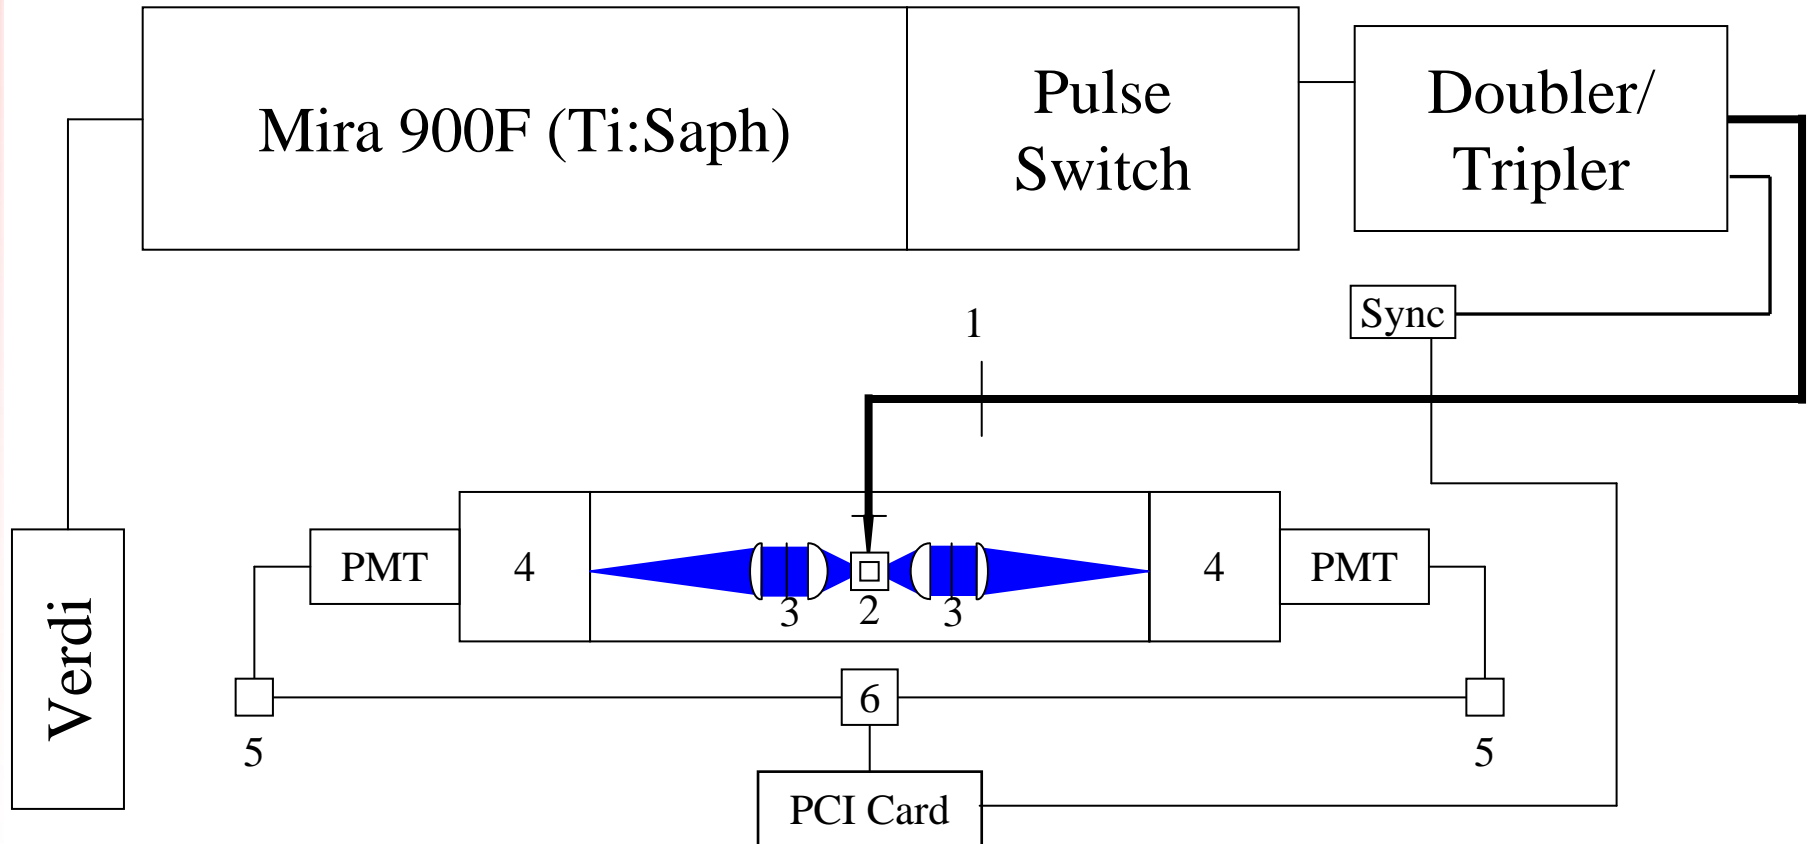 Mira 900F (Ti:Saph)
Pulse
Switch
Doubler/
Tripler
Sync
1
PMT
4
3
2
3
4
PMT
Verdi
5
6
5
PCI Card